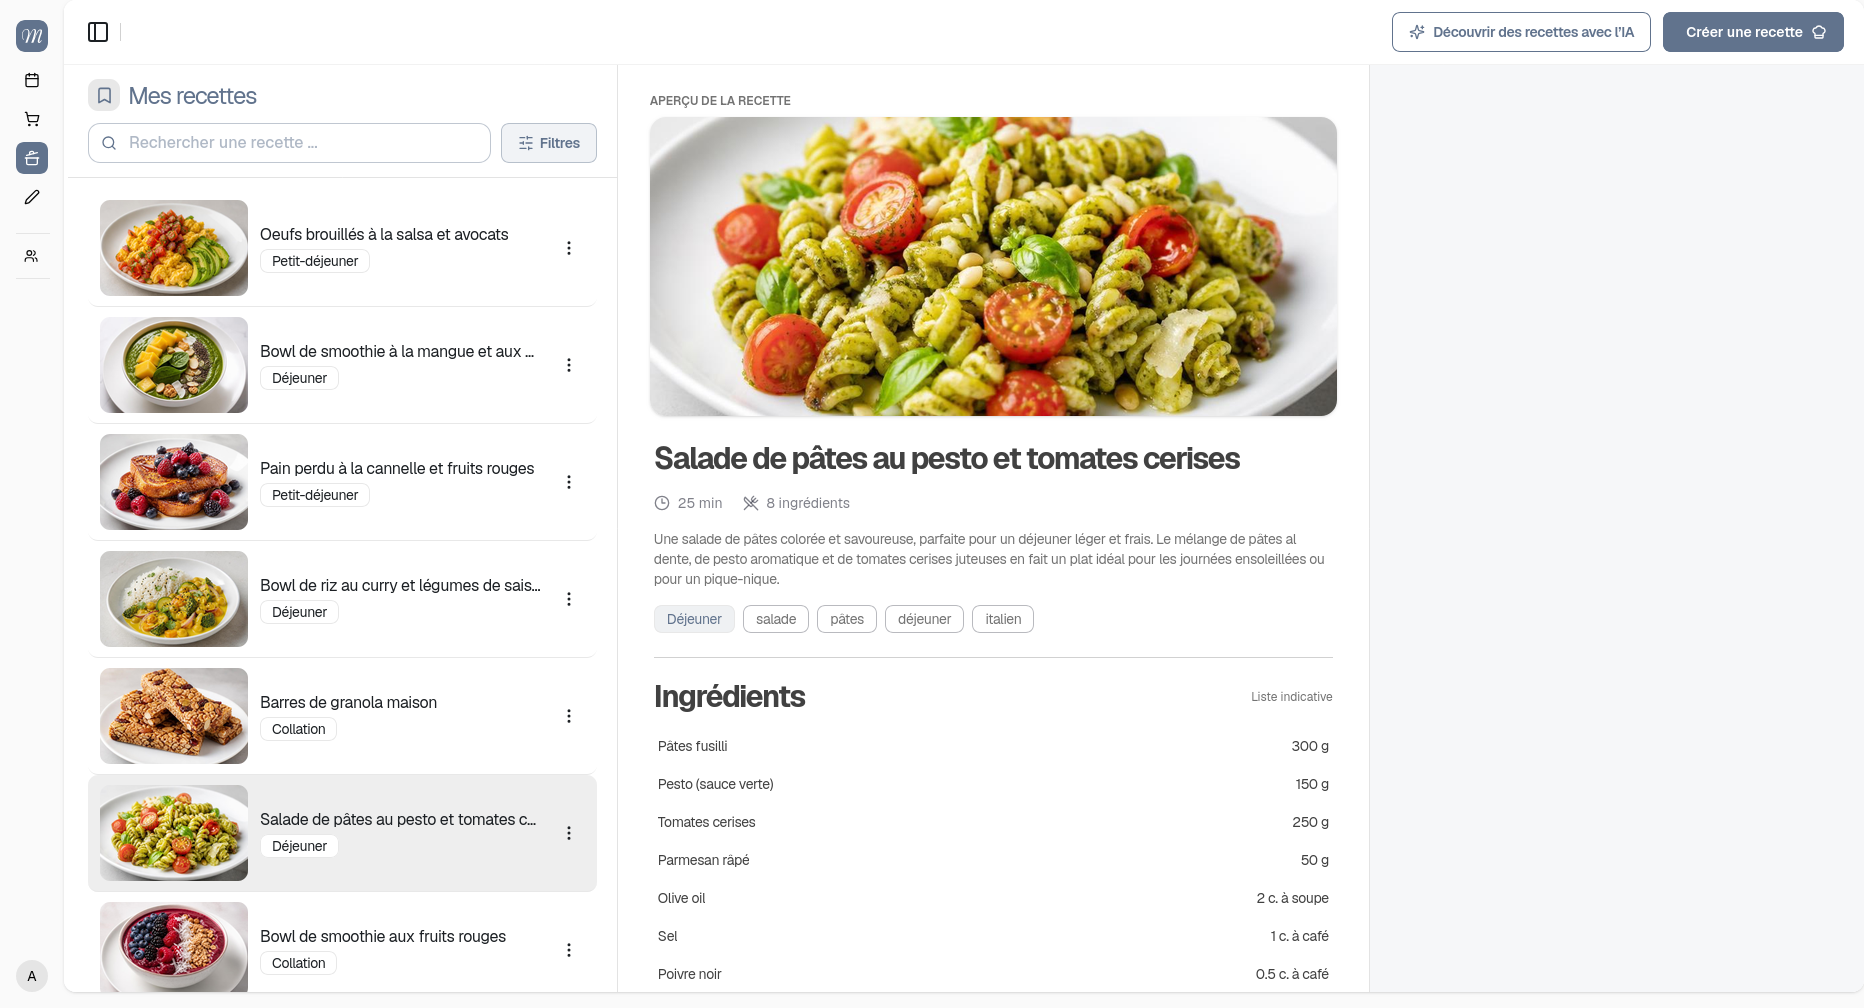 m
Découvrir des recettes avec l'IA
Créer une recette
Mes recettes
Rechercher une recette ...
Filtres
Oeufs brouillés à la salsa et avocats
Petit-déjeuner
Bowl de smoothie à la mangue et aux ...
Déjeuner
Pain perdu à la cannelle et fruits rouges
Petit-déjeuner
Bowl de riz au curry et légumes de sais...
Déjeuner
Barres de granola maison
Collation
Salade de pâtes au pesto et tomates c...
Déjeuner
Bowl de smoothie aux fruits rouges
Collation
A
APERÇU DE LA RECETTE
Salade de pâtes au pesto et tomates cerises
25 min 8 ingrédients
Une salade de pâtes colorée et savoureuse, parfaite pour un déjeuner léger et frais. Le mélange de pâtes al
dente, de pesto aromatique et de tomates cerises juteuses en fait un plat idéal pour les journées ensoleillées ou
pour un pique-nique.
Déjeuner salade pâtes déjeuner italien
Ingrédients Liste indicative
Pâtes fusilli 300 g
Pesto (sauce verte) 150 g
Tomates cerises 250 g
Parmesan râpé 50 g
Olive oil 2 c. à soupe
Sel 1 c. à café
Poivre noir 0.5 c. à café